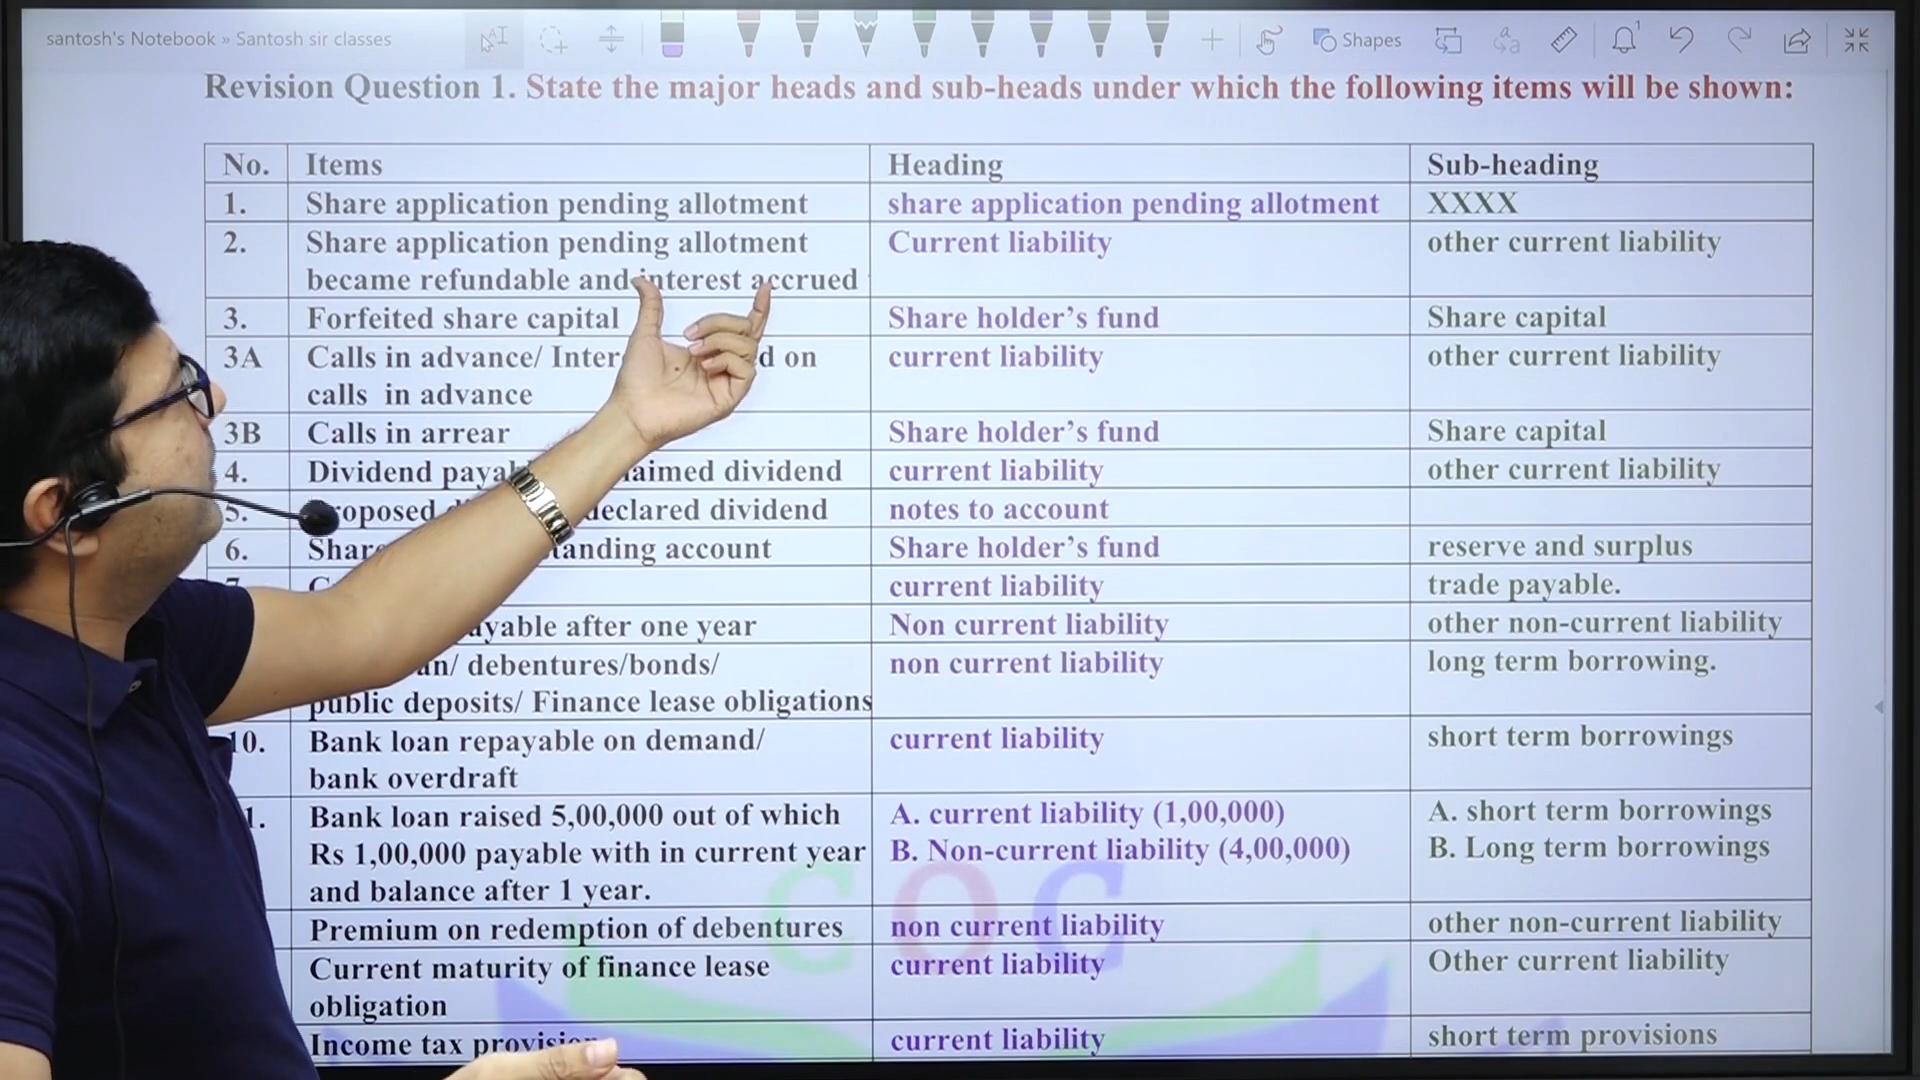 santosh's Notebook » Santosh sir classes
Shapes
1
Revision Question 1. State the major heads and sub-heads under which the following items will be shown:
No. Items Heading Sub-heading
1. Share application pending allotment share application pending allotment XXXX
2. Share application pending allotment Current liability other current liability
became refundable and interest accrued
3. Forfeited share capital Share holder's fund Share capital
3A Calls in advance/ d on current liability other current liability
calls in advance
3B Calls in arrear Share holder's fund Share capital
4. Dividend dividend current liability other current liability
5. declared dividend notes to account
6. account Share holder's fund reserve and surplus
current liability trade payable.
after one year Non current liability other non-current liability
debentures/bonds/ non current liability long term borrowing.
public deposits/ Finance lease obligations
10. Bank loan repayable on demand/ current liability short term borrowings
bank overdraft
1. Bank loan raised 5,00,000 out of which A. current liability (1,00,000) A. short term borrowings
Rs 1,00,000 payable with in current year B. Non-current liability (4,00,000) B. Long term borrowings
and balance after 1 year.
Premium on redemption of debentures non current liability other non-current liability
Current maturity of finance lease current liability Other current liability
obligation
Income tax provision current liability short term provisions
COC